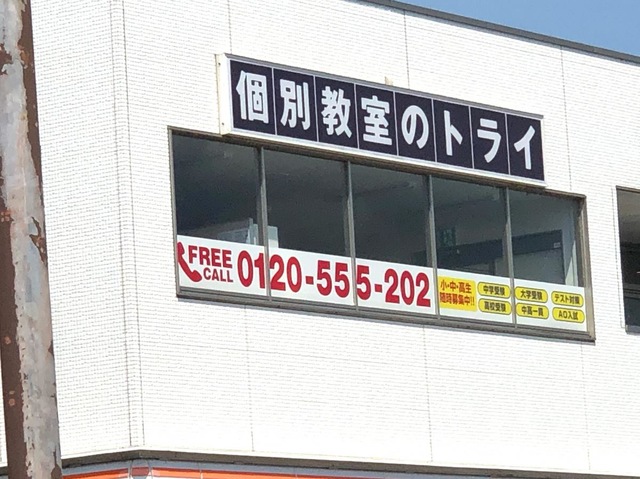 個別教室のトライ
FREE CALL 0120-555-202
小・中・高生 随時募集中!!
中学受験 大学受験 テスト対策
高校受験 中高一貫 AO入試